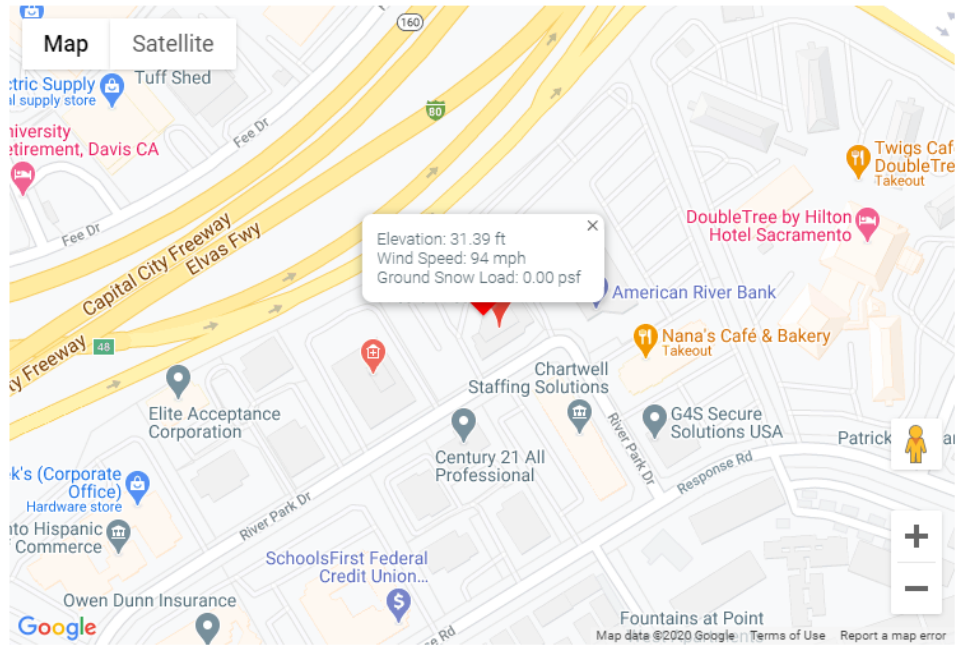 Map
Satellite
160
Tuff Shed
ctric Supply
al supply store
80
Fee Dr
niversity
etirement, Davis CA
Twigs Caf
DoubleTre
Takeout
Fee Dr
DoubleTree by Hilton
Hotel Sacramento
Capital City Freeway
Elvas Fwy
Elevation: 31.39 ft
Wind Speed: 94 mph
Ground Snow Load: 0.00 psf
American River Bank
Nana's Café & Bakery
Takeout
48
ty Freeway
Chartwell
Staffing Solutions
Elite Acceptance
Corporation
G4S Secure
Solutions USA
River Park Dr
Patrick
ar
Century 21 All
Professional
Response Rd
k's (Corporate
Office)
Hardware store
River Park Dr
nto Hispanic
Commerce
SchoolsFirst Federal
Credit Union...
Owen Dunn Insurance
Fountains at Point
e Rd
Google
Map data ©2020 Google
Terms of Use
Report a map error